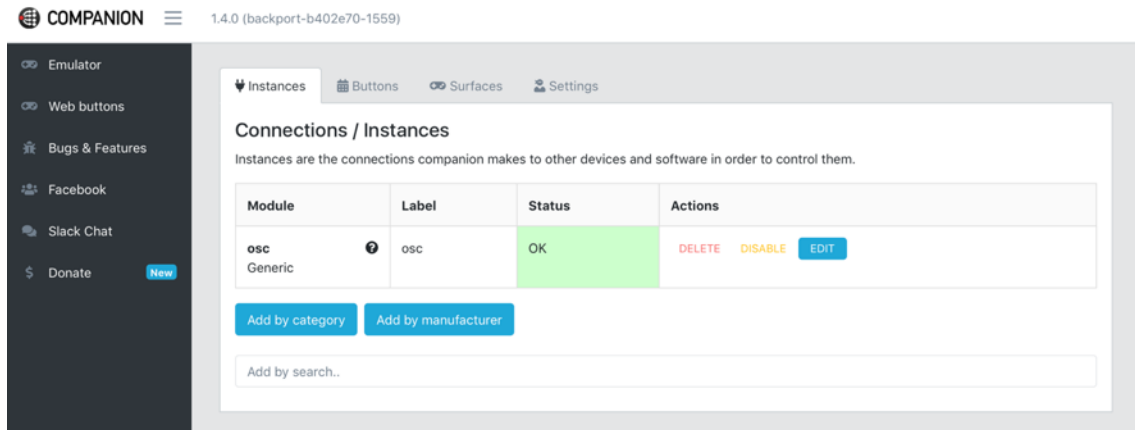 COMPANION
1.4.0 (backport-b402e70-1559)
Emulator
Web buttons
Bugs & Features
Facebook
Slack Chat
$ Donate New
Instances Buttons Surfaces Settings
Connections / Instances
Instances are the connections companion makes to other devices and software in order to control them.
Module Label Status Actions
osc ? osc OK DELETE DISABLE EDIT
Generic
Add by category Add by manufacturer
Add by search..